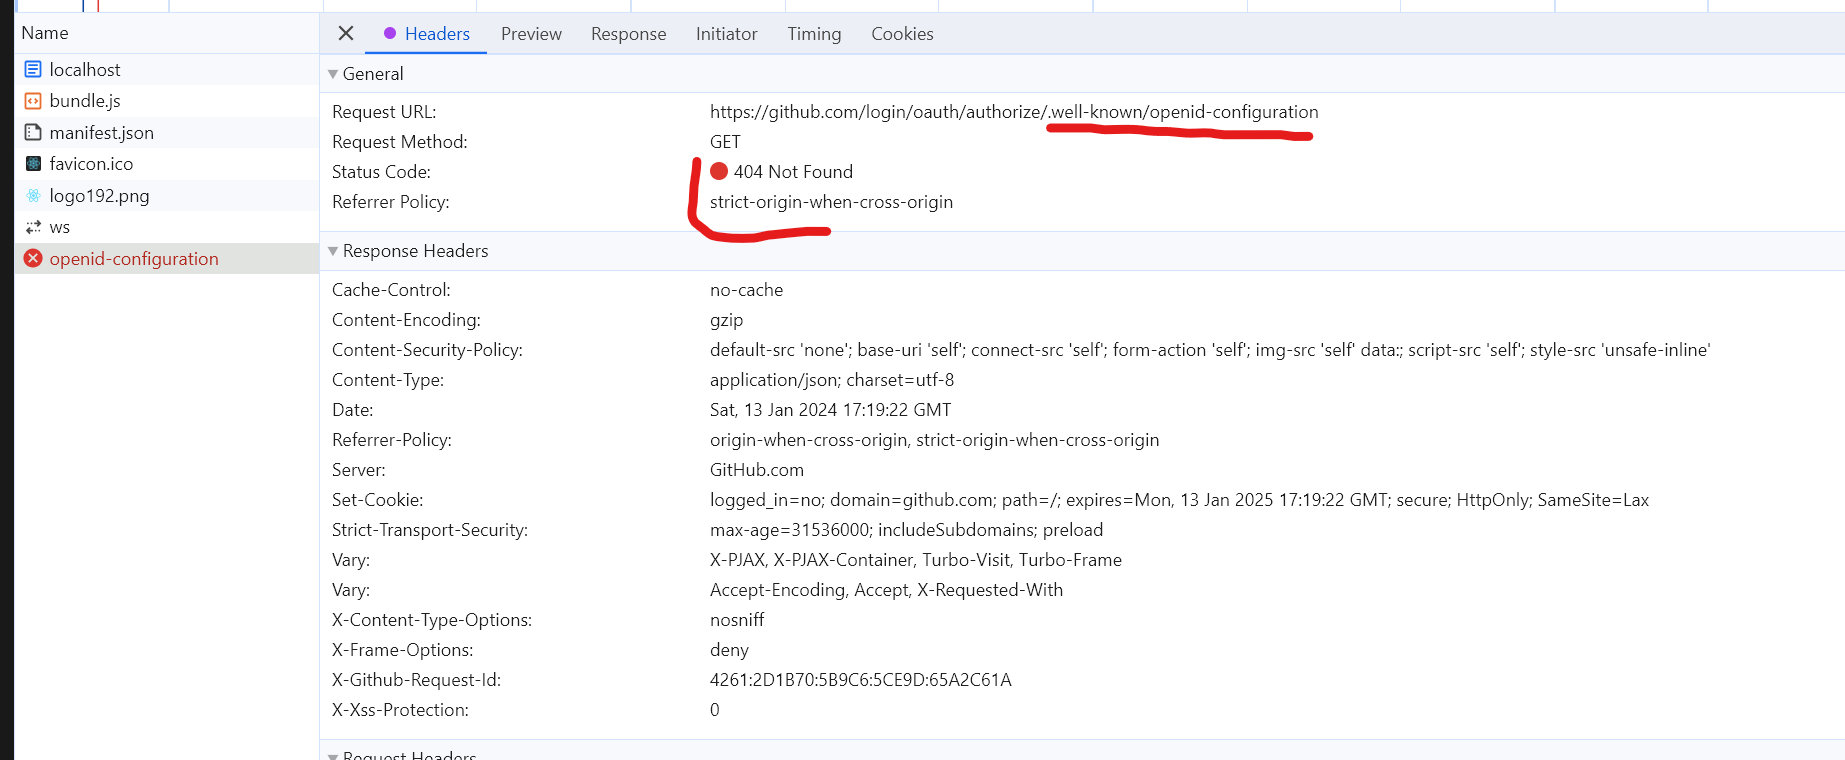 Name
localhost
bundle.js
manifest.json
favicon.ico
logo192.png
ws
openid-configuration
Headers Preview Response Initiator Timing Cookies
General
Request URL: https://github.com/login/oauth/authorize/.well-known/openid-configuration
Request Method: GET
Status Code: 404 Not Found
Referrer Policy: strict-origin-when-cross-origin
Response Headers
Cache-Control: no-cache
Content-Encoding: gzip
Content-Security-Policy: default-src 'none'; base-uri 'self'; connect-src 'self'; form-action 'self'; img-src 'self' data:; script-src 'self'; style-src 'unsafe-inline'
Content-Type: application/json; charset=utf-8
Date: Sat, 13 Jan 2024 17:19:22 GMT
Referrer-Policy: origin-when-cross-origin, strict-origin-when-cross-origin
Server: GitHub.com
Set-Cookie: logged_in=no; domain=github.com; path=/; expires=Mon, 13 Jan 2025 17:19:22 GMT; secure; HttpOnly; SameSite=Lax
Strict-Transport-Security: max-age=31536000; includeSubdomains; preload
Vary: X-PJAX, X-PJAX-Container, Turbo-Visit, Turbo-Frame
Vary: Accept-Encoding, Accept, X-Requested-With
X-Content-Type-Options: nosniff
X-Frame-Options: deny
X-Github-Request-Id: 4261:2D1B70:5B9C6:5CE9D:65A2C61A
X-Xss-Protection: 0
Request Headers